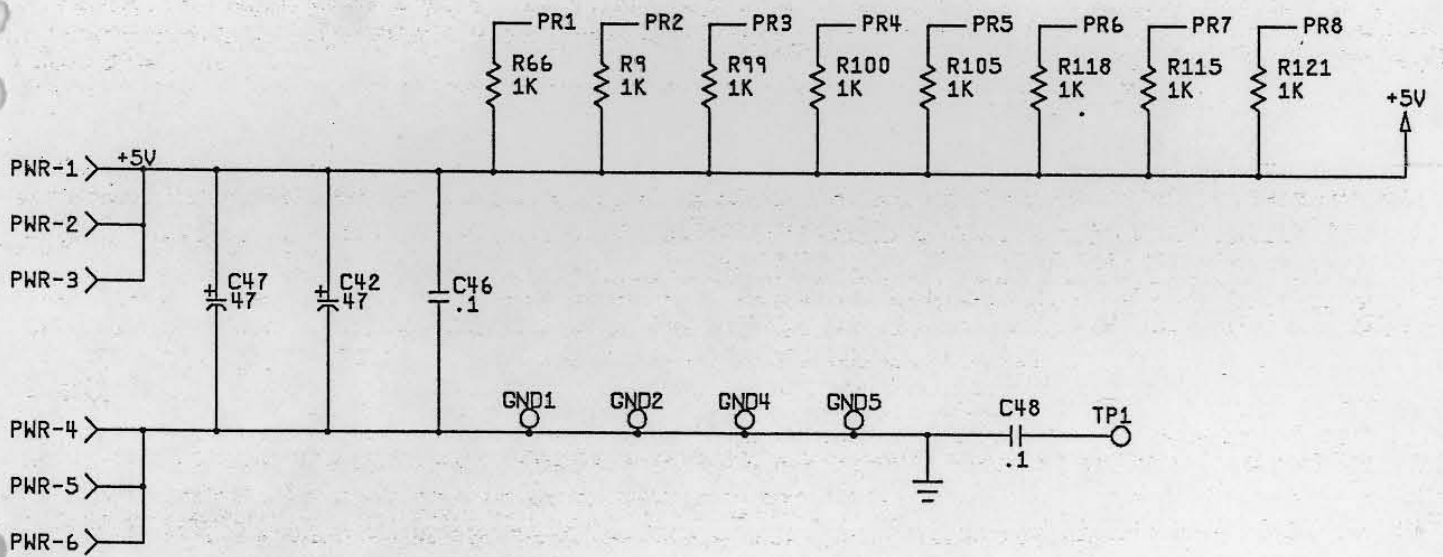 PR1 PR2 PR3 PR4 PR5 PR6 PR7 PR8
R66 R9 R99 R100 R105 R118 R115 R121
1K 1K 1K 1K 1K 1K 1K 1K
+5V
PWR-1 +5V
PWR-2
PWR-3
+ C47 + C42 C46
47 47 .1
GND1 GND2 GND4 GND5 C48 TP1
PWR-4
.1
PWR-5
PWR-6